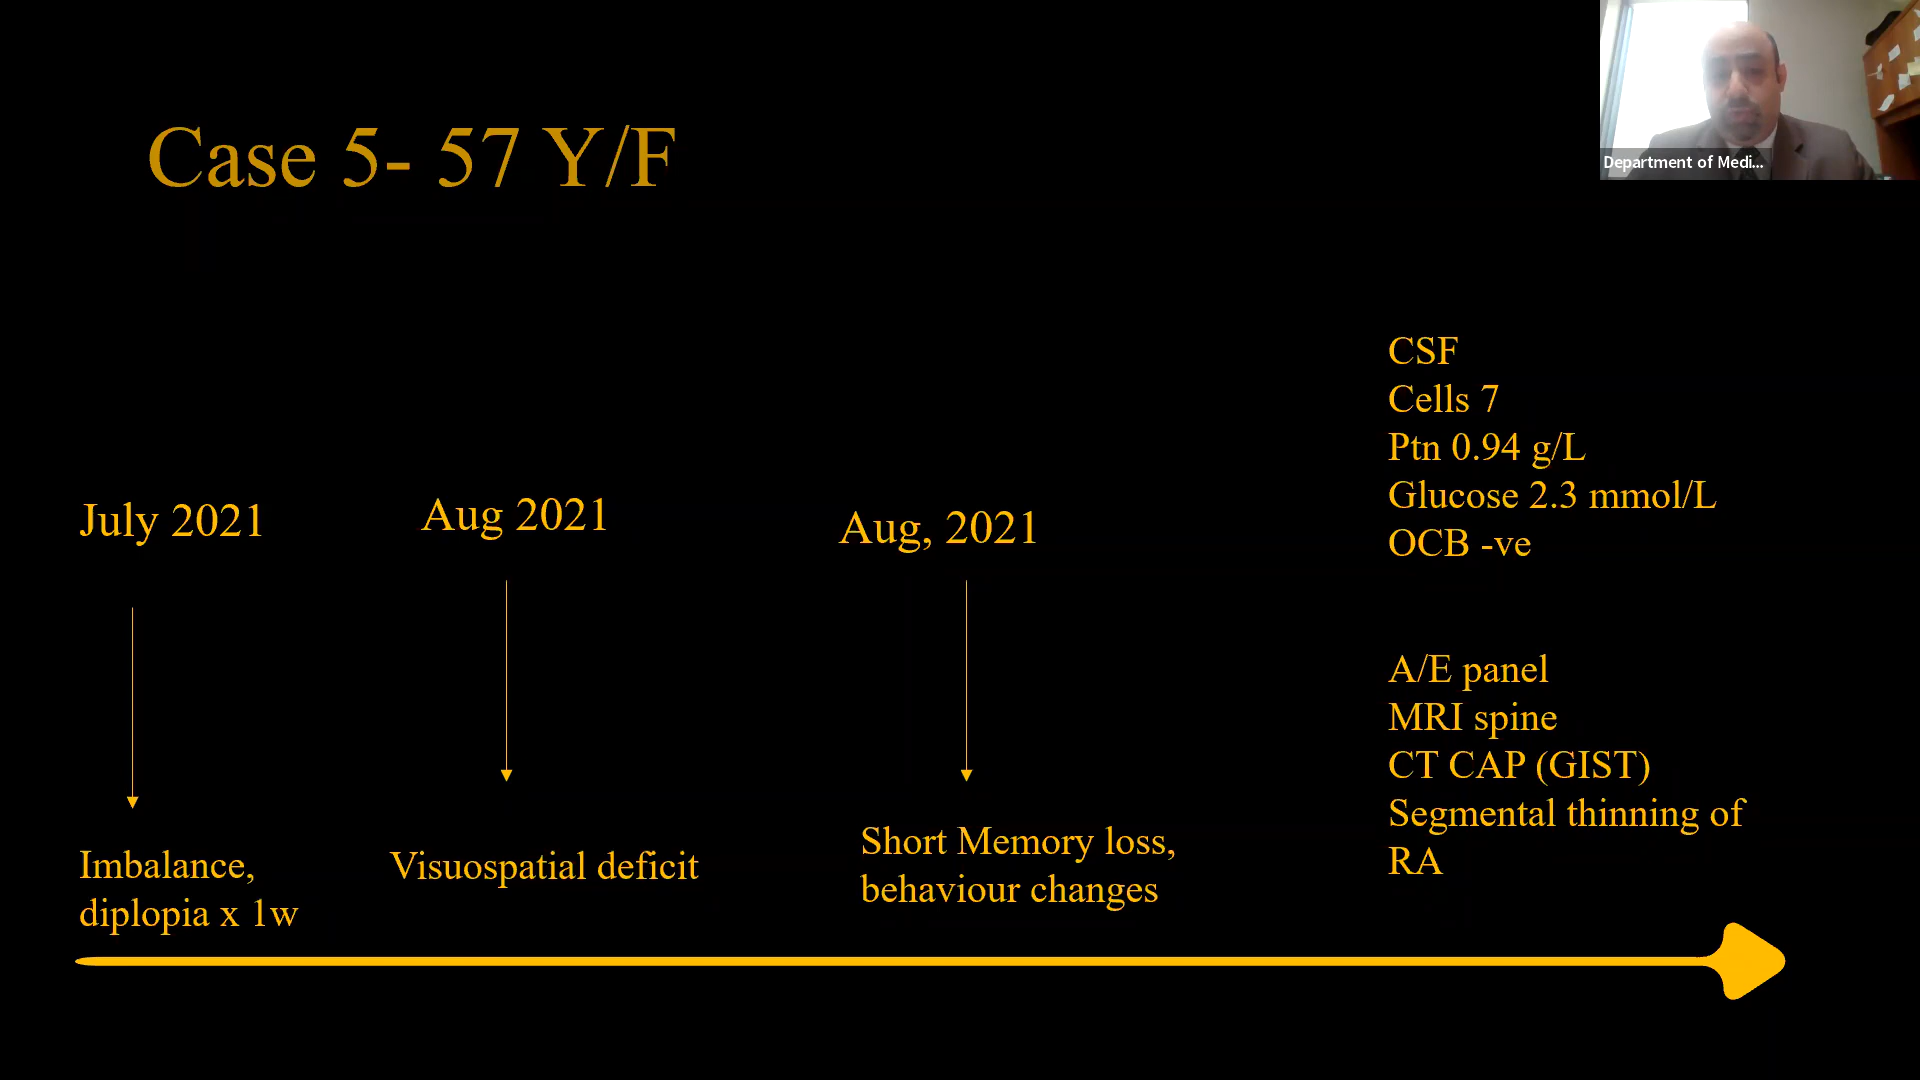 Department of Medi...
Case 5- 57 Y/F
July 2021
Aug 2021
Aug, 2021
Imbalance,
diplopia x 1w
Visuospatial deficit
Short Memory loss,
behaviour changes
CSF
Cells 7
Ptn 0.94 g/L
Glucose 2.3 mmol/L
OCB -ve
A/E panel
MRI spine
CT CAP (GIST)
Segmental thinning of
RA